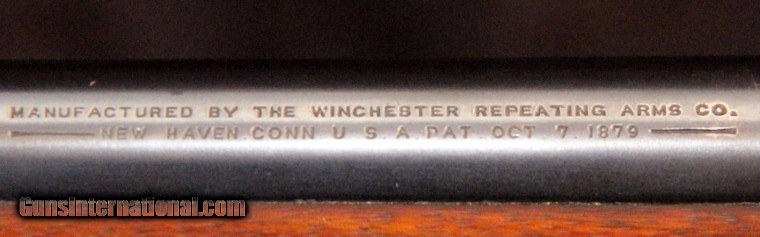 MANUFACTURED BY THE WINCHESTER REPEATING ARMS CO.
NEW HAVEN. CONN U. S. A. PAT. OCT 7. 1879
GunsInternational.com